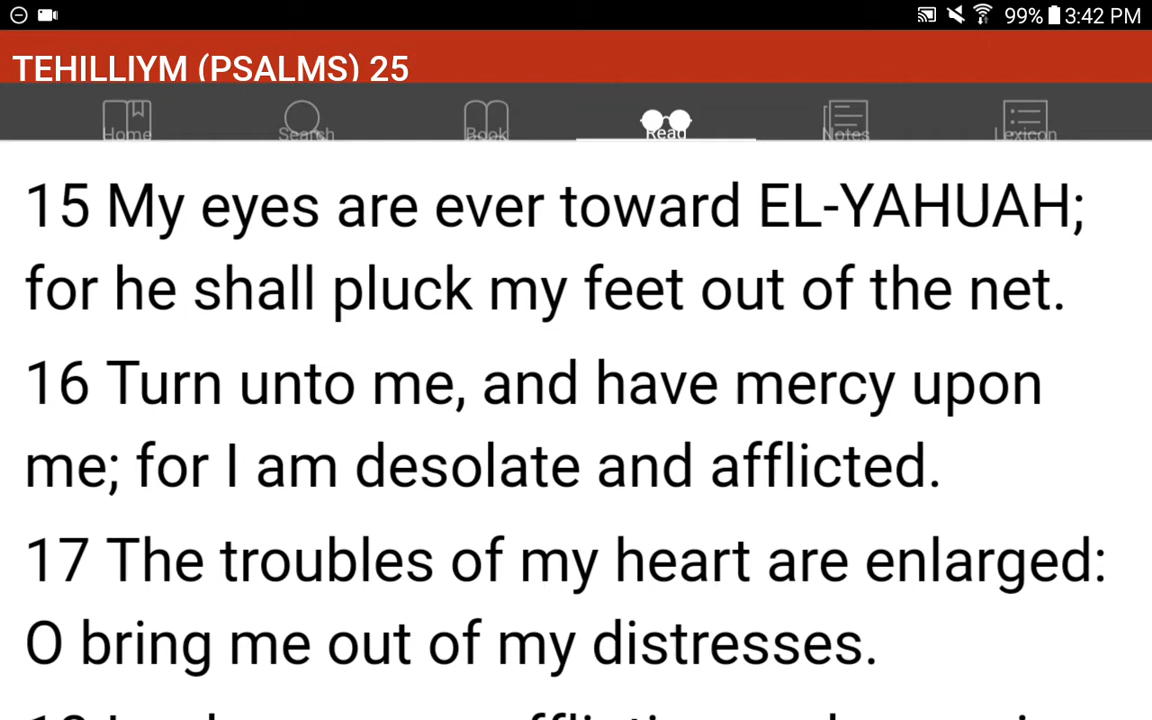 99% 3:42 PM
TEHILLIYM (PSALMS) 25
Home Search Book Read Notes Lexicon
15 My eyes are ever toward EL-YAHUAH;
for he shall pluck my feet out of the net.
16 Turn unto me, and have mercy upon
me; for I am desolate and afflicted.
17 The troubles of my heart are enlarged:
O bring me out of my distresses.